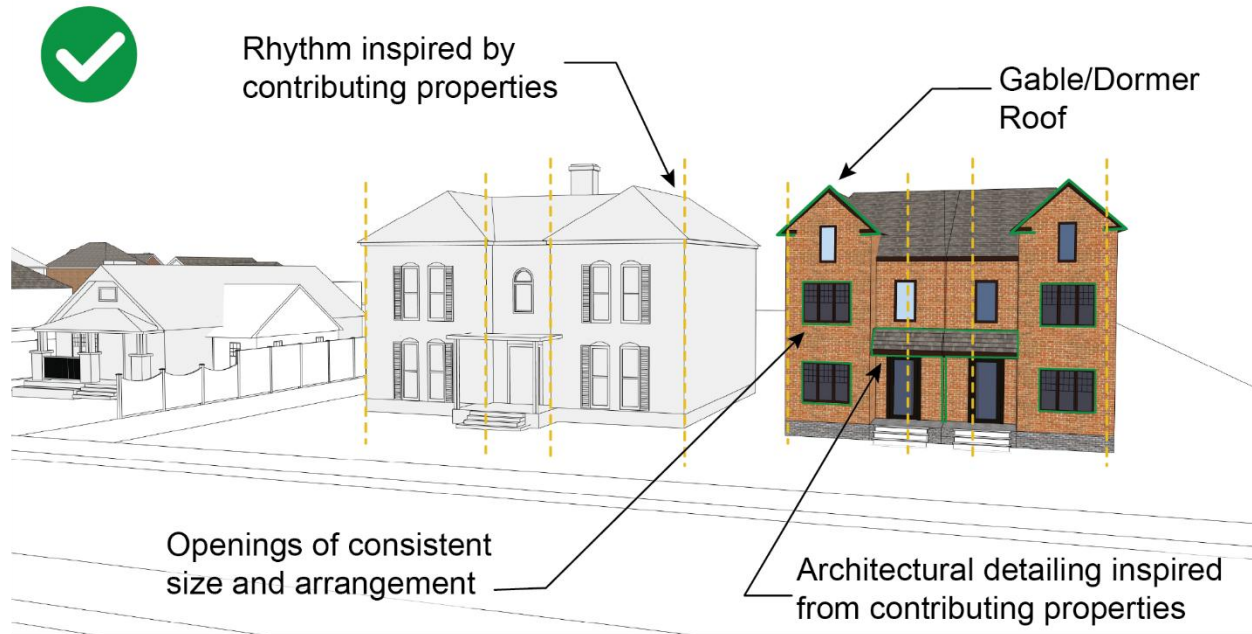 Rhythm inspired by
contributing properties
Gable/Dormer
Roof
Openings of consistent
size and arrangement
Architectural detailing inspired
from contributing properties